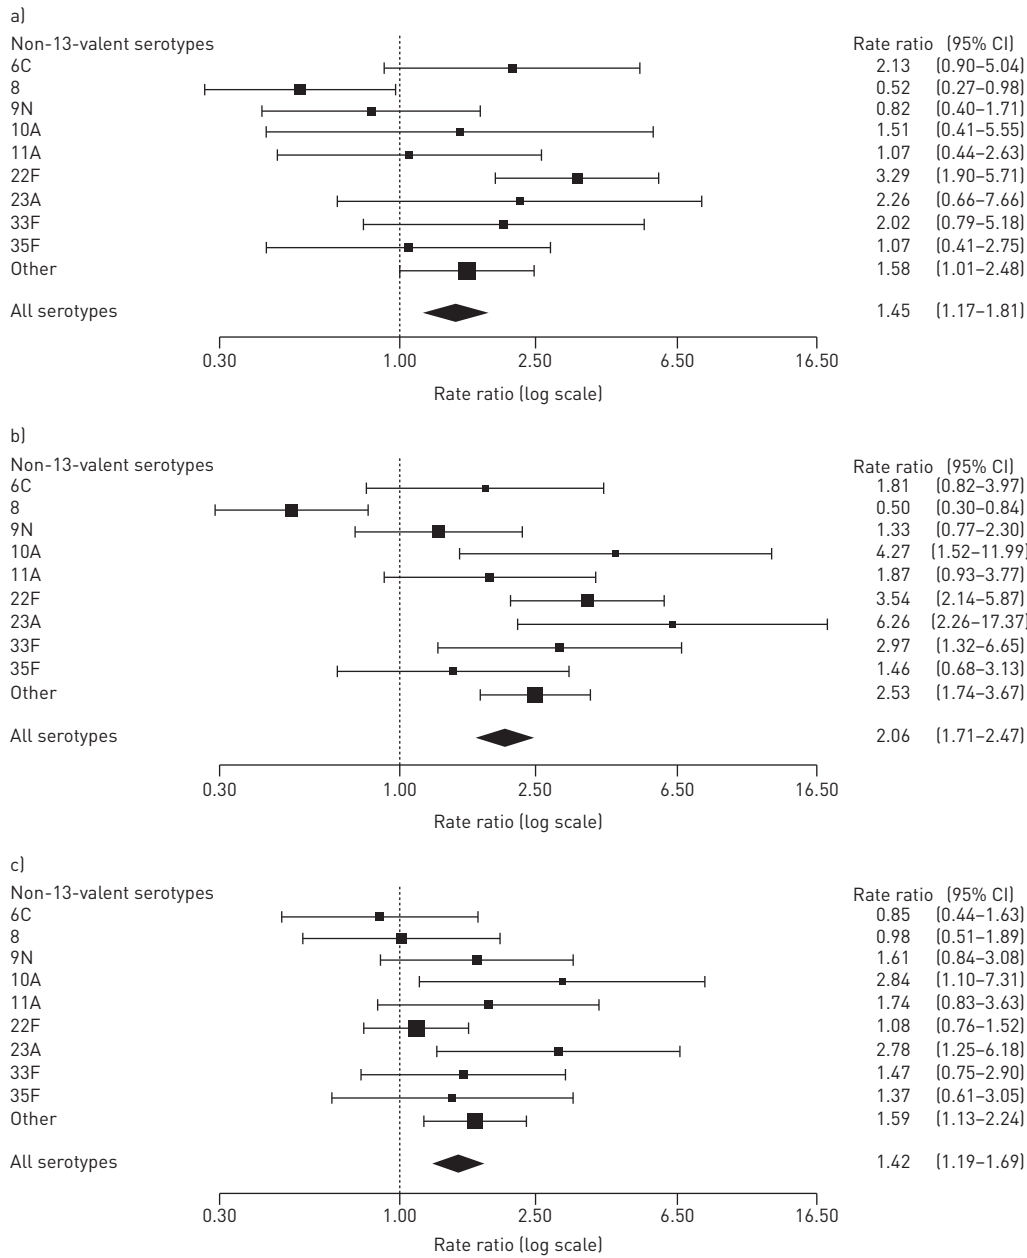 a)
Non-13-valent serotypes Rate ratio (95% CI)
6C 2.13 (0.90–5.04)
8 0.52 (0.27–0.98)
9N 0.82 (0.40–1.71)
10A 1.51 (0.41–5.55)
11A 1.07 (0.44–2.63)
22F 3.29 (1.90–5.71)
23A 2.26 (0.66–7.66)
33F 2.02 (0.79–5.18)
35F 1.07 (0.41–2.75)
Other 1.58 (1.01–2.48)
All serotypes 1.45 (1.17–1.81)
0.30 1.00 2.50 6.50 16.50
Rate ratio (log scale)
b)
Non-13-valent serotypes Rate ratio (95% CI)
6C 1.81 (0.82–3.97)
8 0.50 (0.30–0.84)
9N 1.33 (0.77–2.30)
10A 4.27 (1.52–11.99)
11A 1.87 (0.93–3.77)
22F 3.54 (2.14–5.87)
23A 6.26 (2.26–17.37)
33F 2.97 (1.32–6.65)
35F 1.46 (0.68–3.13)
Other 2.53 (1.74–3.67)
All serotypes 2.06 (1.71–2.47)
0.30 1.00 2.50 6.50 16.50
Rate ratio (log scale)
c)
Non-13-valent serotypes Rate ratio (95% CI)
6C 0.85 (0.44–1.63)
8 0.98 (0.51–1.89)
9N 1.61 (0.84–3.08)
10A 2.84 (1.10–7.31)
11A 1.74 (0.83–3.63)
22F 1.08 (0.76–1.52)
23A 2.78 (1.25–6.18)
33F 1.47 (0.75–2.90)
35F 1.37 (0.61–3.05)
Other 1.59 (1.13–2.24)
All serotypes 1.42 (1.19–1.69)
0.30 1.00 2.50 6.50 16.50
Rate ratio (log scale)